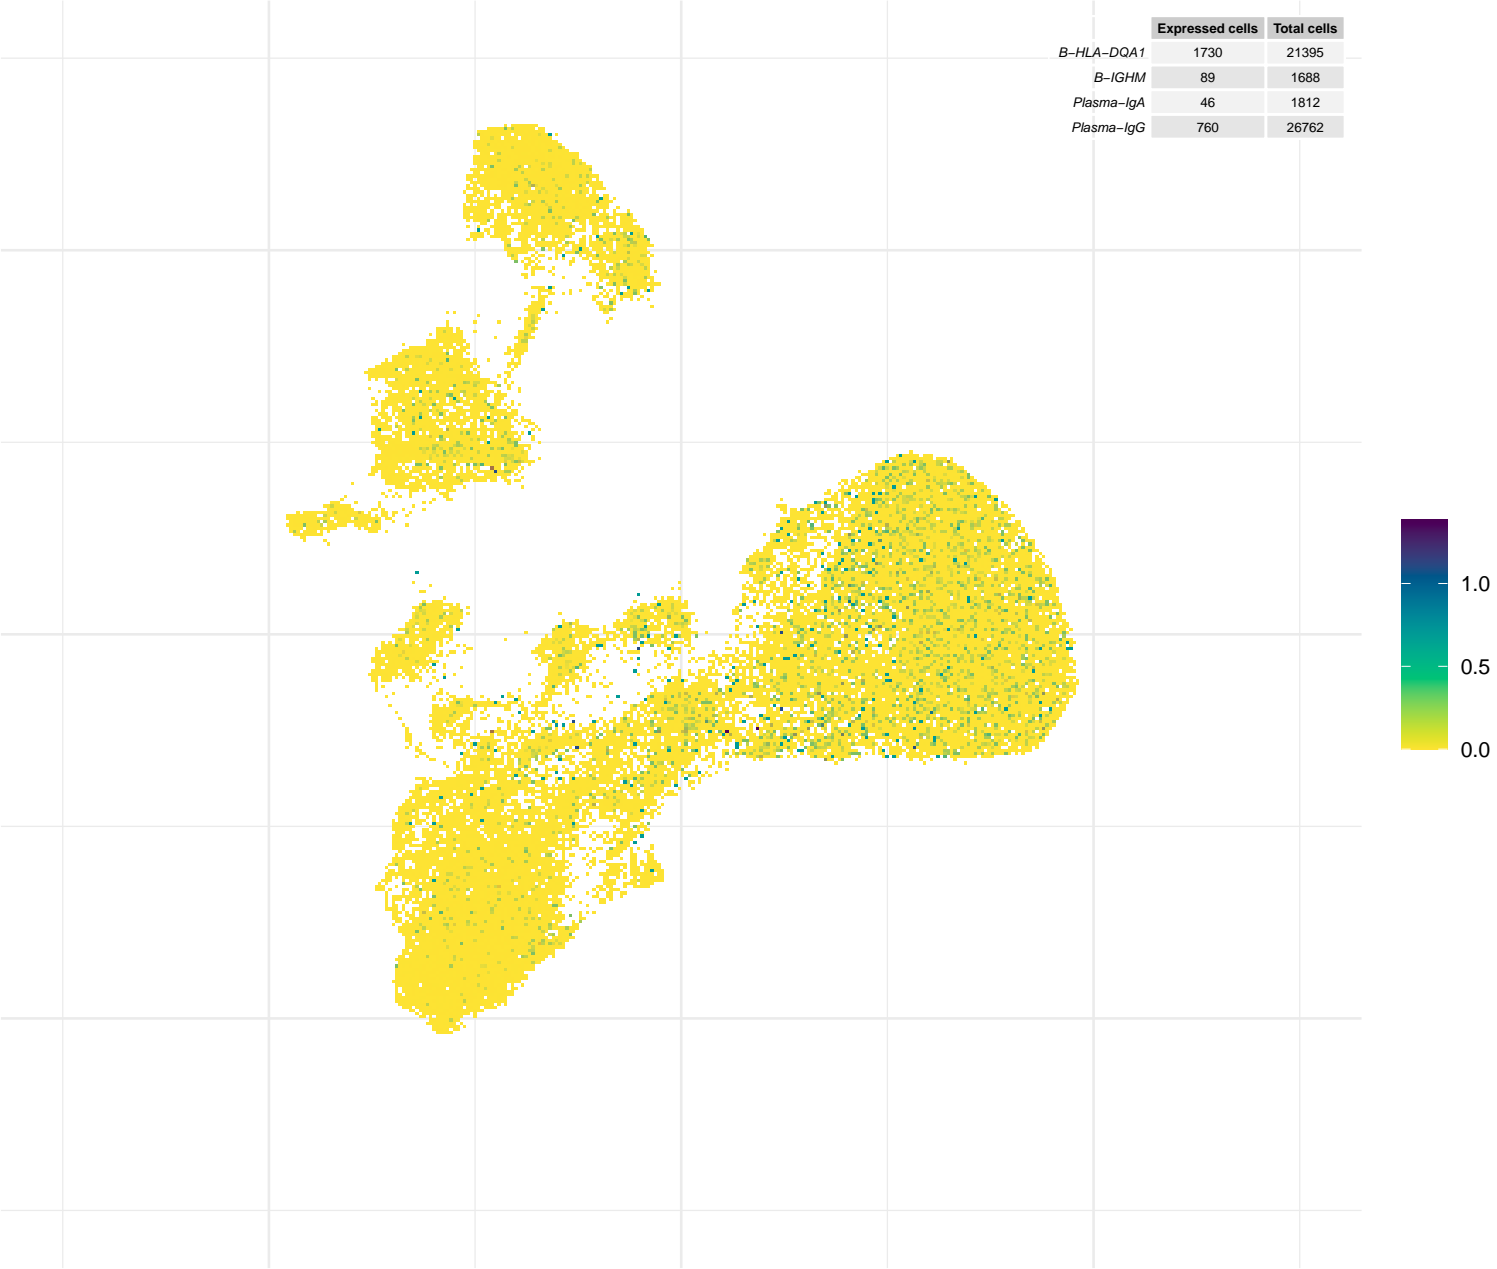 Expressed cells Total cells
B−HLA−DQA1 1730 21395
B−IGHM 89 1688
Plasma−IgA 46 1812
Plasma−IgG 760 26762
1.0
0.5
0.0